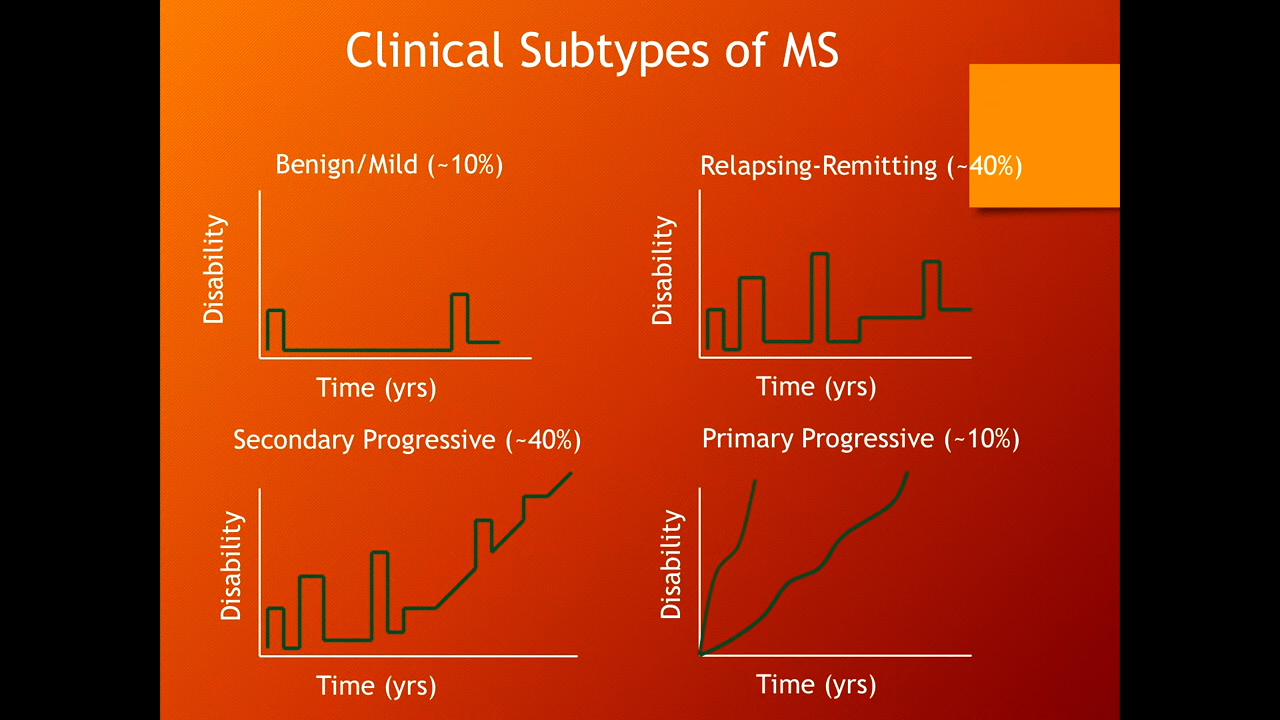 Clinical Subtypes of MS
Benign/Mild (~10%)
Disability
Time (yrs)
Relapsing-Remitting (~40%)
Disability
Time (yrs)
Secondary Progressive (~40%)
Disability
Time (yrs)
Primary Progressive (~10%)
Disability
Time (yrs)